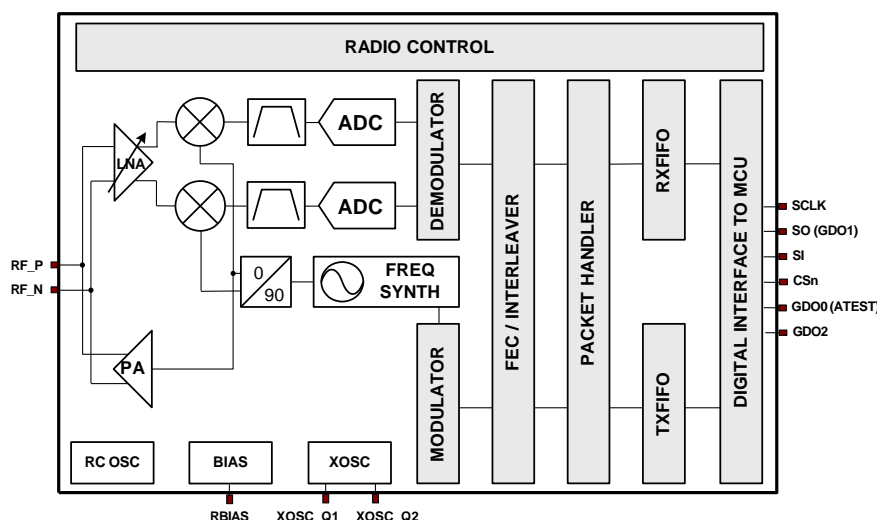 RADIO CONTROL
LNA
ADC
ADC
DEMODULATOR
FEC / INTERLEAVER
PACKET HANDLER
RXFIFO
DIGITAL INTERFACE TO MCU
SCLK
SO (GDO1)
SI
CSn
GDO0 (ATEST)
GDO2
RF_P
RF_N
0
90
FREQ
SYNTH
PA
MODULATOR
TXFIFO
RC OSC
BIAS
XOSC
RBIAS
XOSC_Q1
XOSC_Q2